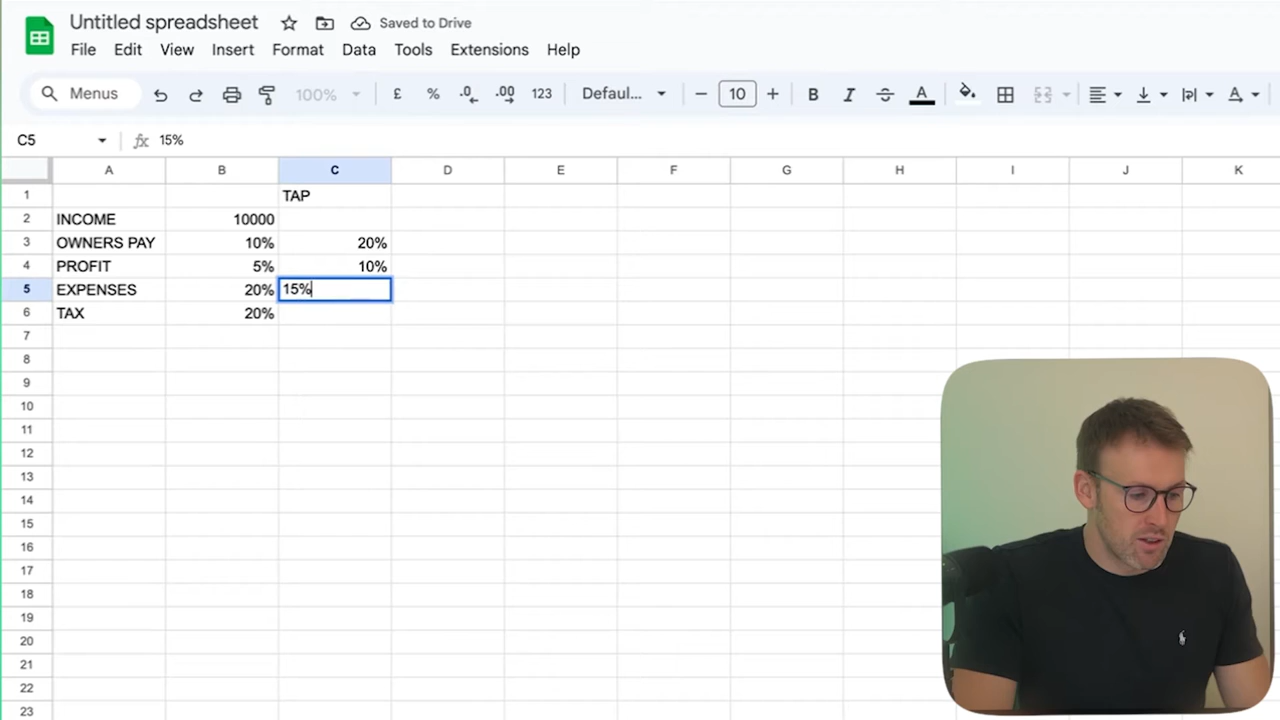 Untitled spreadsheet Saved to Drive
File Edit View Insert Format Data Tools Extensions Help
Menus 100% £ % .0 .00 123 Defaul... − 10 + B I S A A
C5 fx 15%
A B C D E F G H I J K
1 TAP
2 INCOME 10000
3 OWNERS PAY 10% 20%
4 PROFIT 5% 10%
5 EXPENSES 20% 15%
6 TAX 20%
7
8
9
10
11
12
13
14
15
16
17
18
19
20
21
22
23